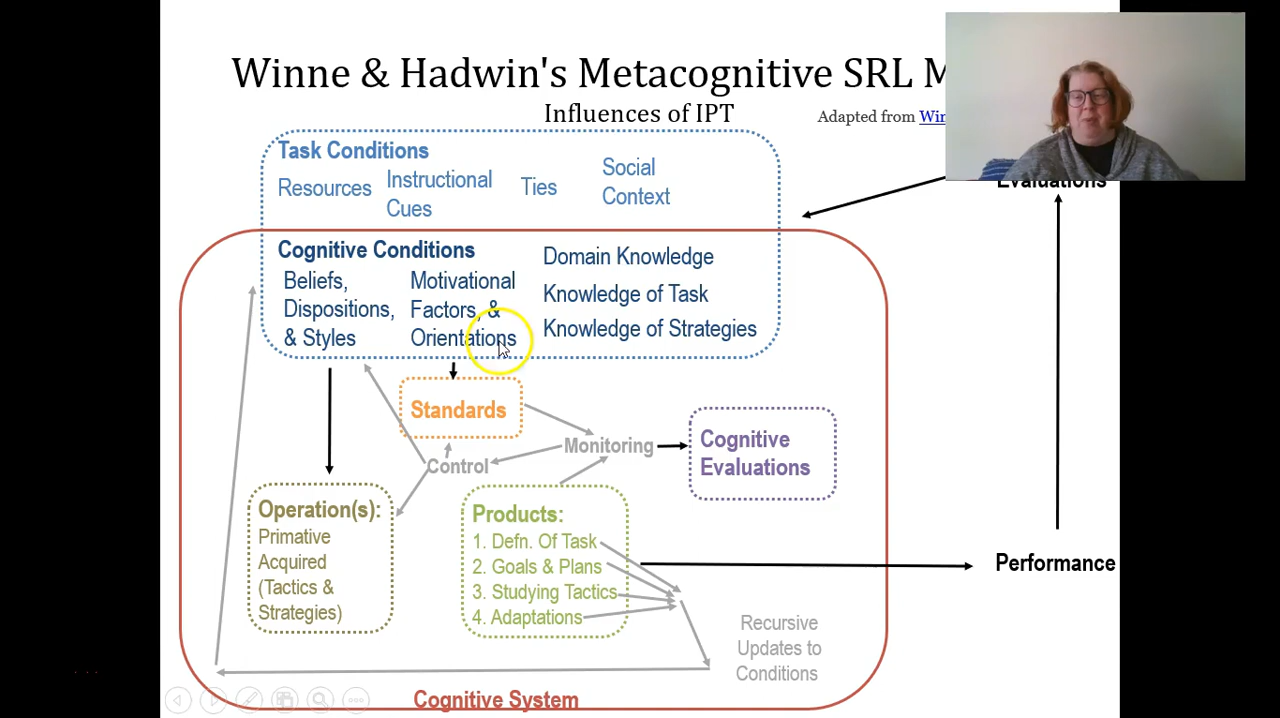 Winne & Hadwin's Metacognitive SRL M
Influences of IPT
Adapted from Win
Task Conditions
Resources
Instructional
Cues
Ties
Social
Context
Evaluations
Cognitive Conditions
Beliefs,
Dispositions,
& Styles
Motivational
Factors, &
Orientations
Domain Knowledge
Knowledge of Task
Knowledge of Strategies
Standards
Monitoring
Control
Cognitive
Evaluations
Operation(s):
Primative
Acquired
(Tactics &
Strategies)
Products:
1. Defn. Of Task
2. Goals & Plans
3. Studying Tactics
4. Adaptations
Performance
Recursive
Updates to
Conditions
Cognitive System